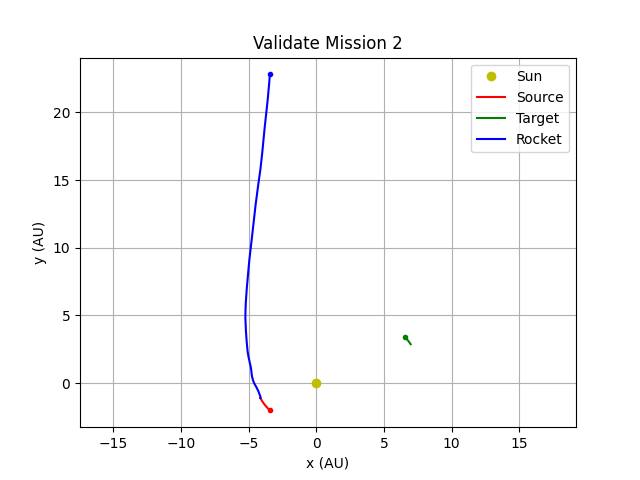 Validate Mission 2
Sun
Source
Target
Rocket
y (AU)
20
15
10
5
0
−15
−10
−5
0
5
10
15
x (AU)